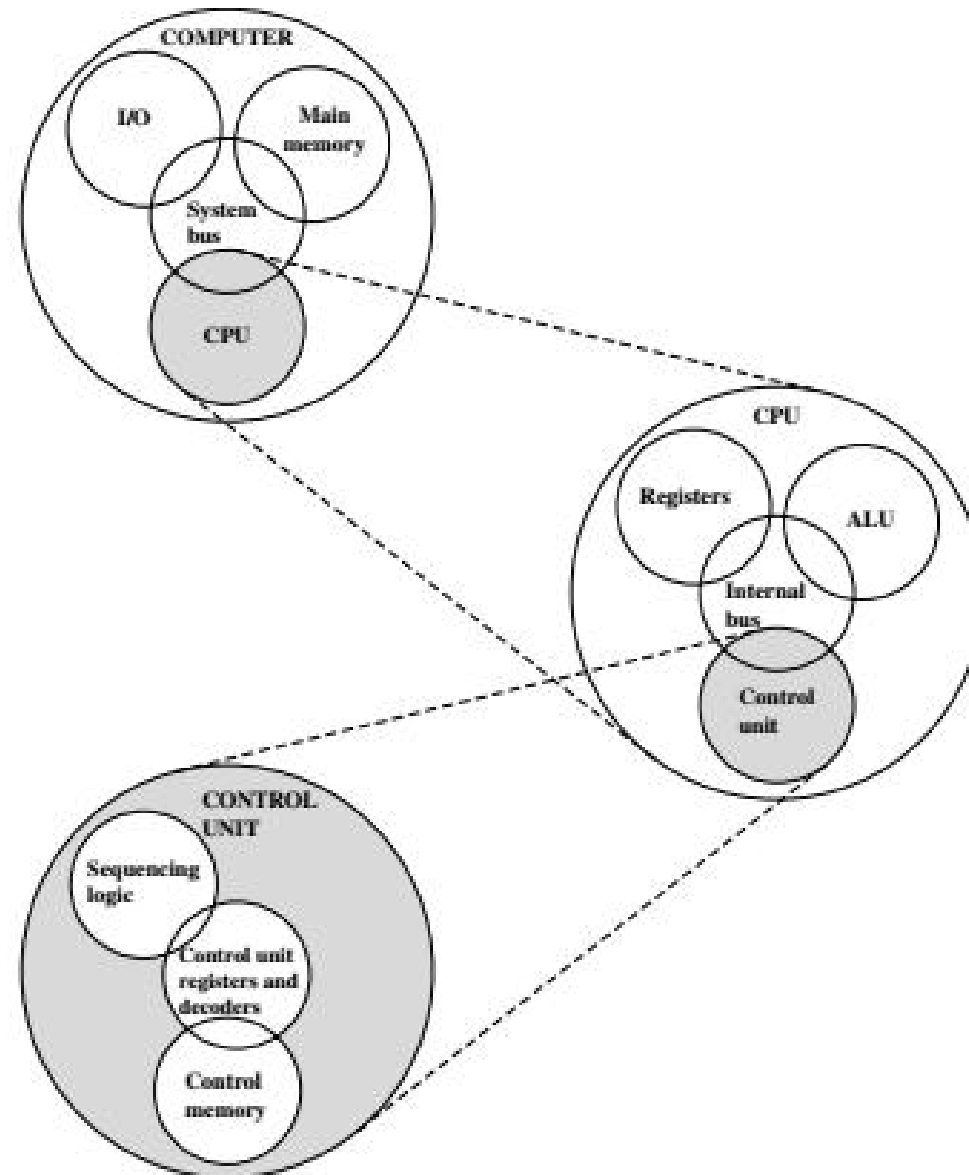 COMPUTER
I/O
Main
memory
System
bus
CPU
CPU
Registers
ALU
Internal
bus
Control
unit
CONTROL
UNIT
Sequencing
logic
Control unit
registers and
decoders
Control
memory